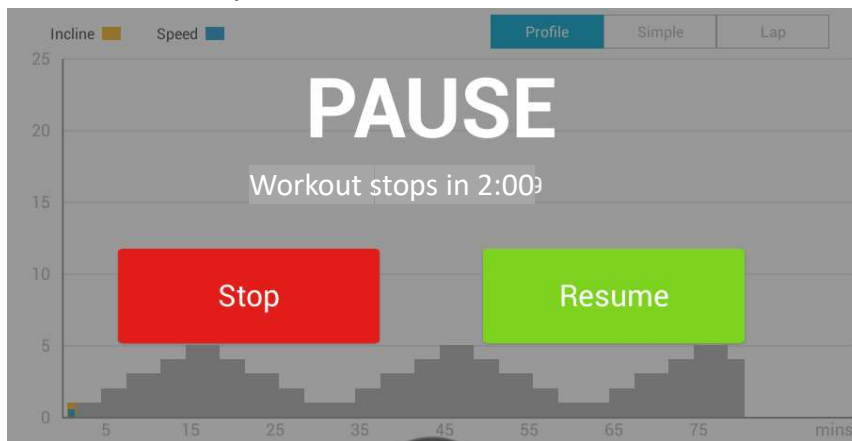 Incline Speed Profile Simple Lap
25
PAUSE
20
Workout stops in 2:009
15
10
Stop Resume
5
0
5 15 25 35 45 55 65 75 mins